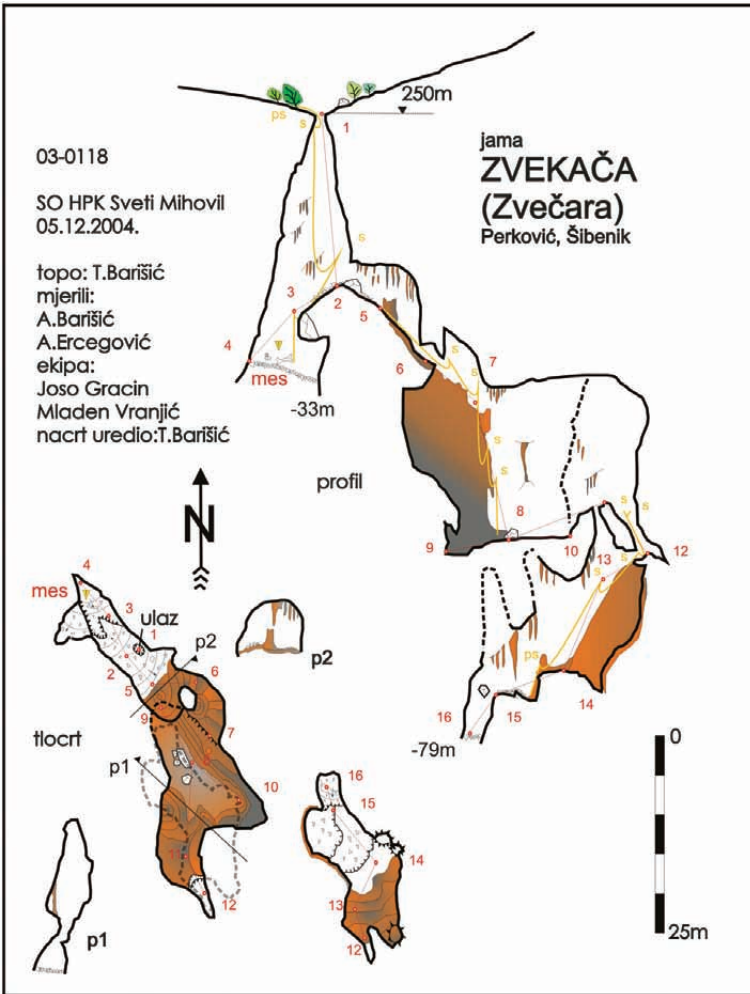 250m
ps
s
1
jama
ZVEKAČA
(Zvečara)
Perković, Šibenik
03-0118
SO HPK Sveti Mihovil
05.12.2004.
topo: T.Barišić
mjerili:
A.Barišić
A.Ercegović
ekipa:
Joso Gracin
Mladen Vranjić
nacrt uredio:T.Barišić
s
3
2
5
4
mes
-33m
6
s
7
s
s
s
profil
8
9
10
s
s
s
12
13
s
ps
14
15
16
-79m
N
4
mes
3
ulaz
1
p2
2
5
6
9
7
tlocrt
p1
10
11
12
p2
16
15
14
13
12
p1
0
25m